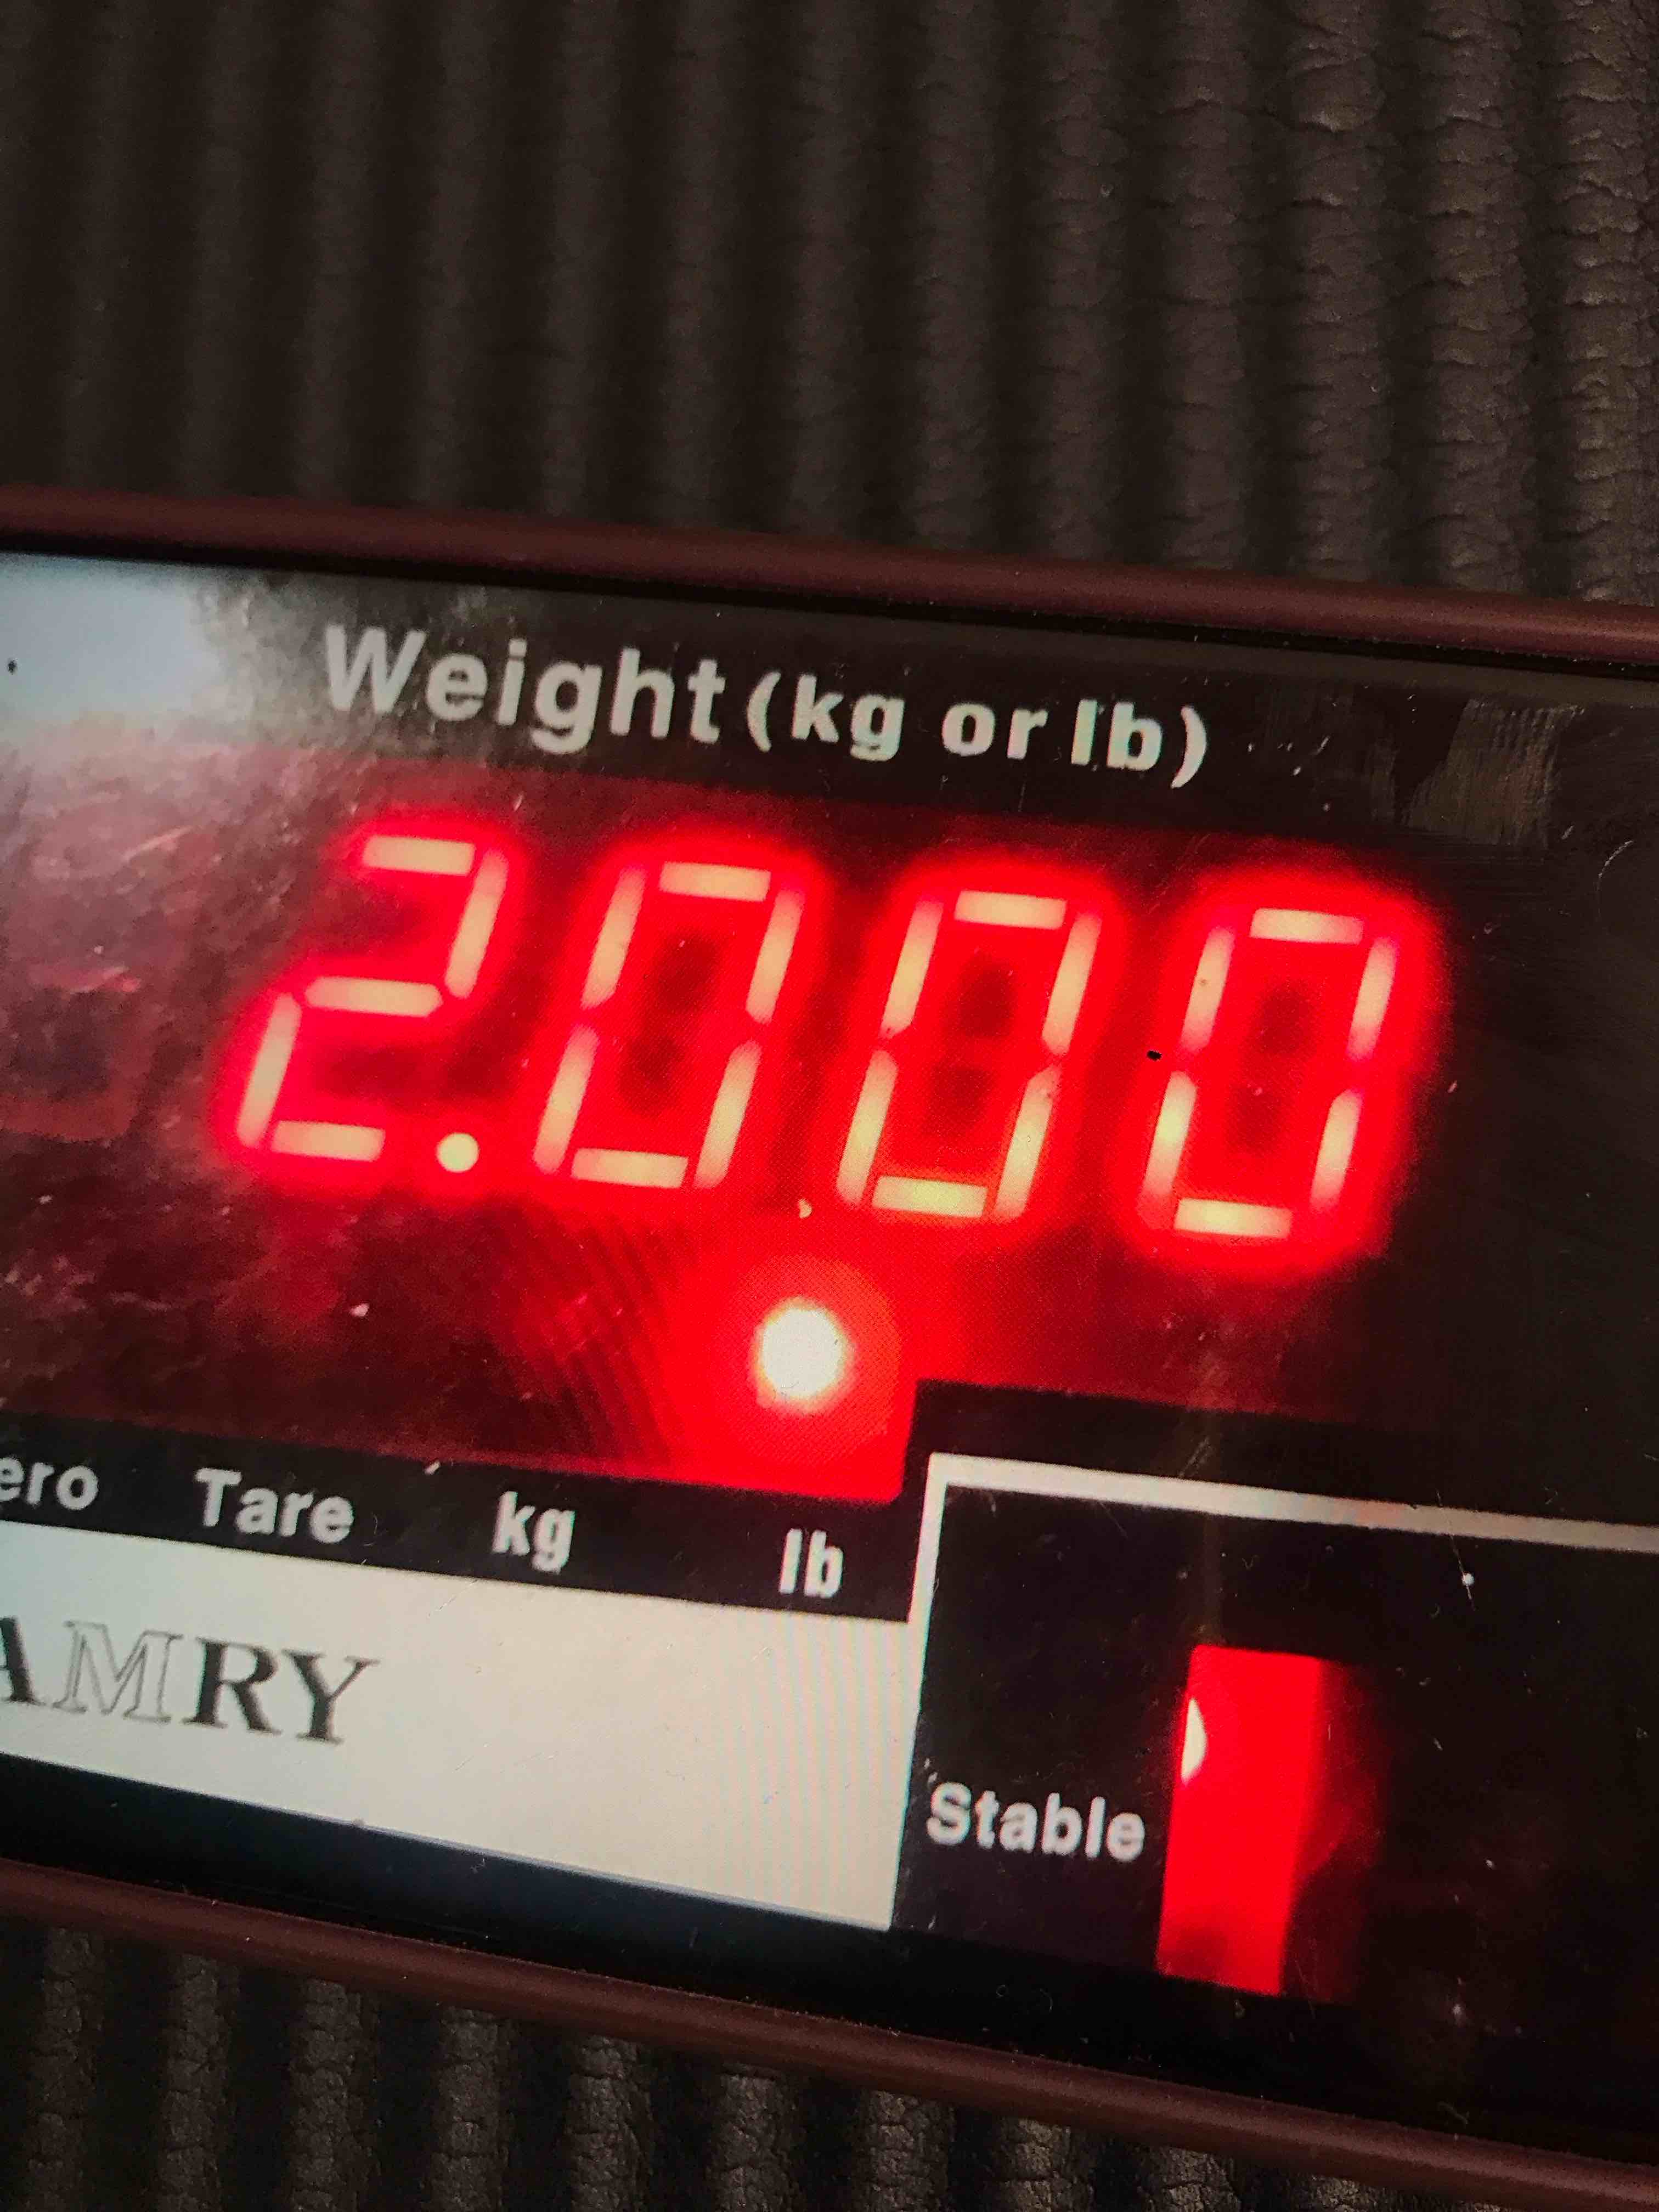 Weight (kg or lb)
2.000
ero Tare kg lb
AMRY
Stable